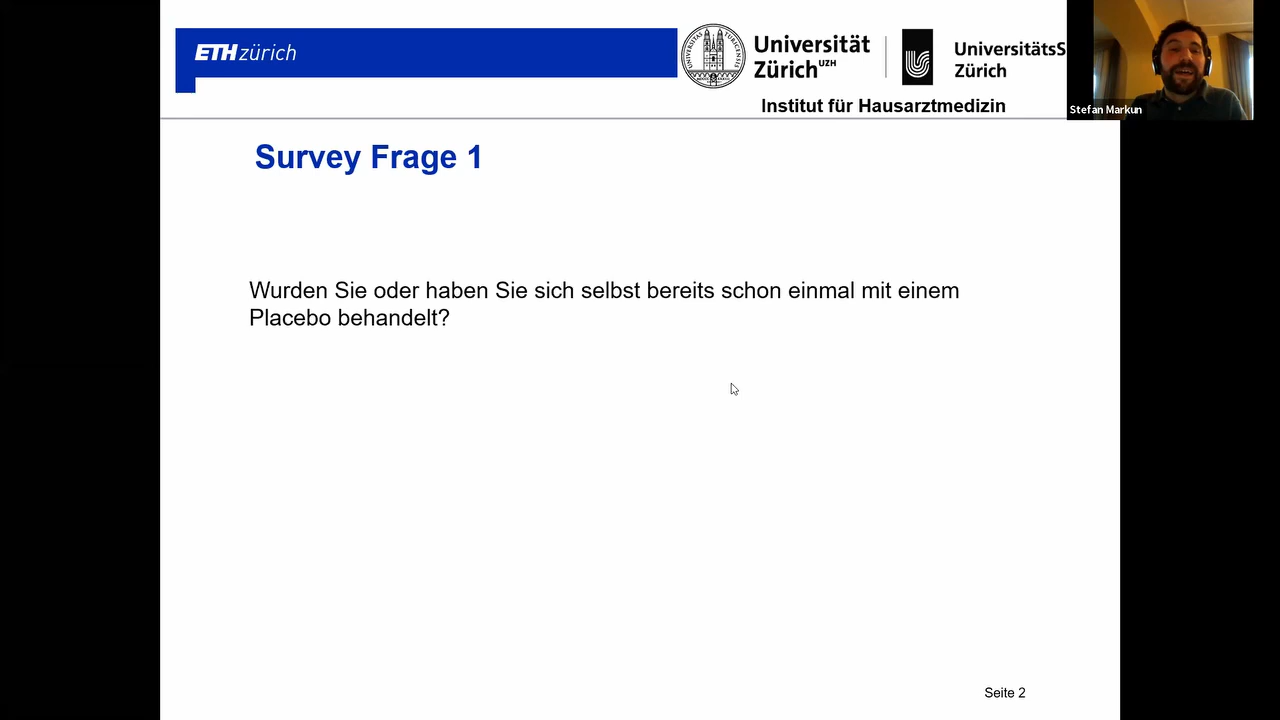 ETH zürich
Universität
Zürich UZH
UniversitätsS
Zürich
Institut für Hausarztmedizin
Stefan Markun
Survey Frage 1
Wurden Sie oder haben Sie sich selbst bereits schon einmal mit einem
Placebo behandelt?
Seite 2